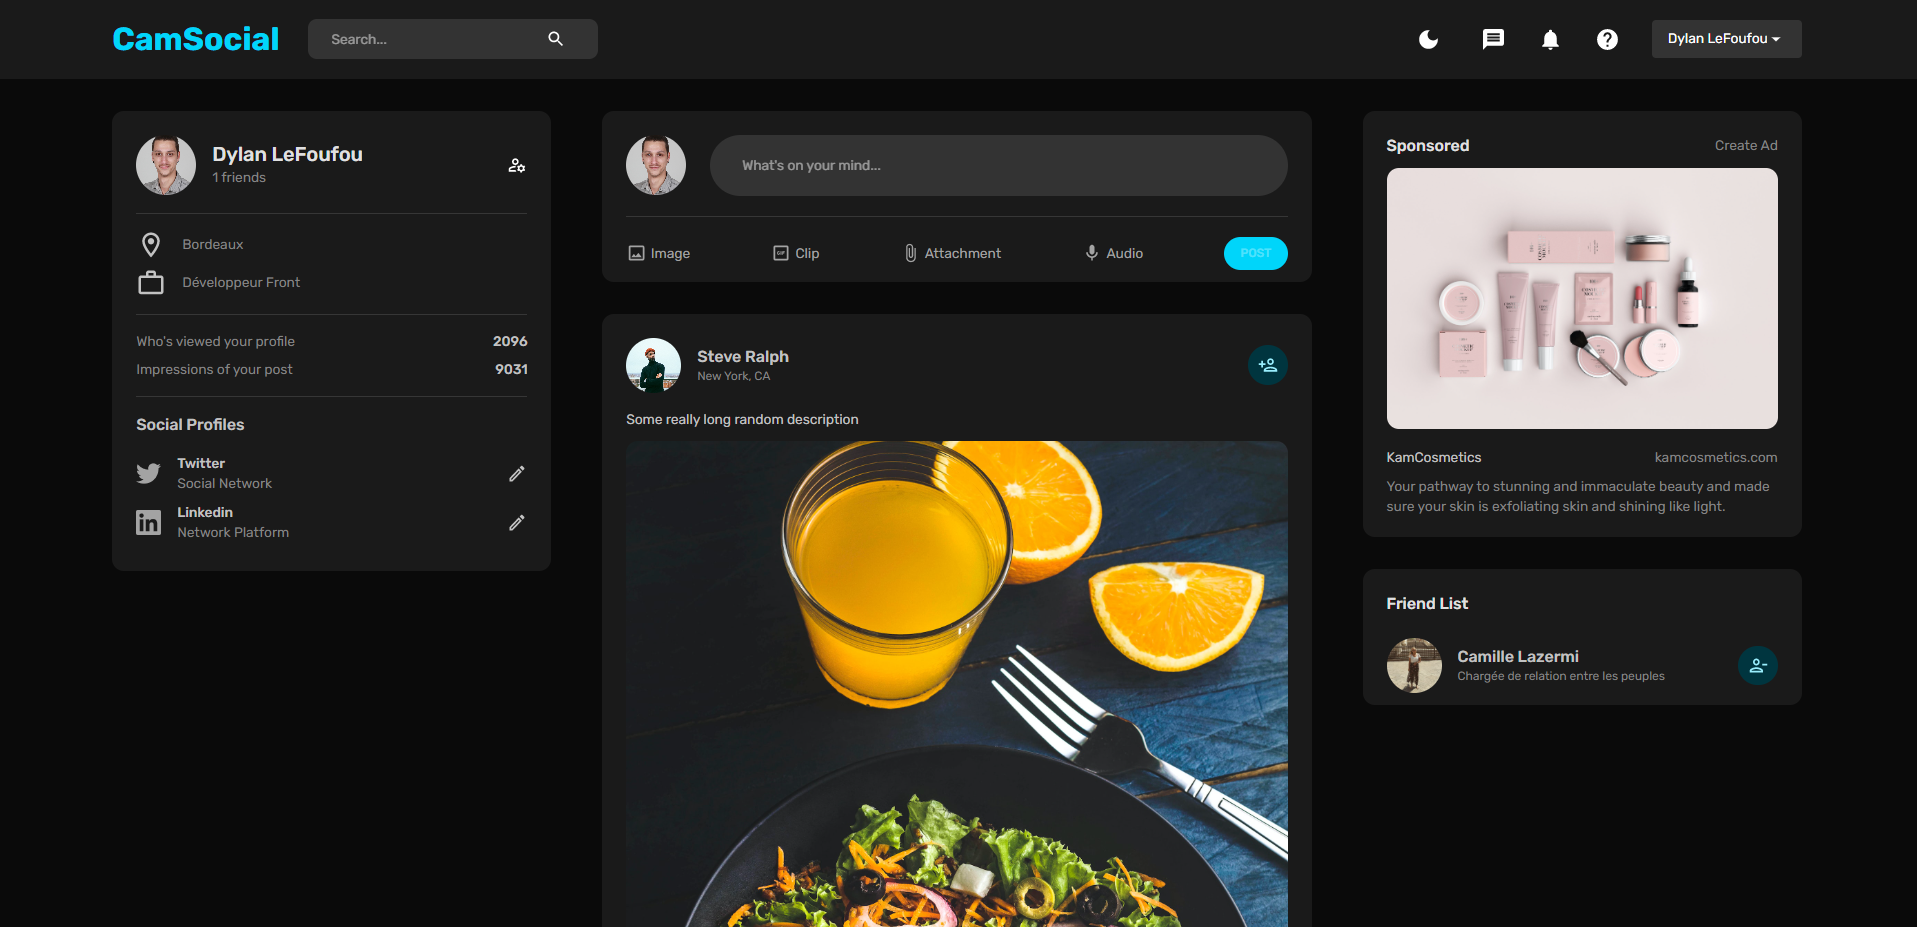 CamSocial
Search...
Dylan LeFoufou
Dylan LeFoufou
1 friends
Bordeaux
Développeur Front
Who's viewed your profile 2096
Impressions of your post 9031
Social Profiles
Twitter
Social Network
Linkedin
Network Platform
What's on your mind...
Image
Clip
Attachment
Audio
POST
Steve Ralph
New York, CA
Some really long random description
Sponsored
Create Ad
KamCosmetics
kamcosmetics.com
Your pathway to stunning and immaculate beauty and made
sure your skin is exfoliating skin and shining like light.
Friend List
Camille Lazermi
Chargée de relation entre les peuples